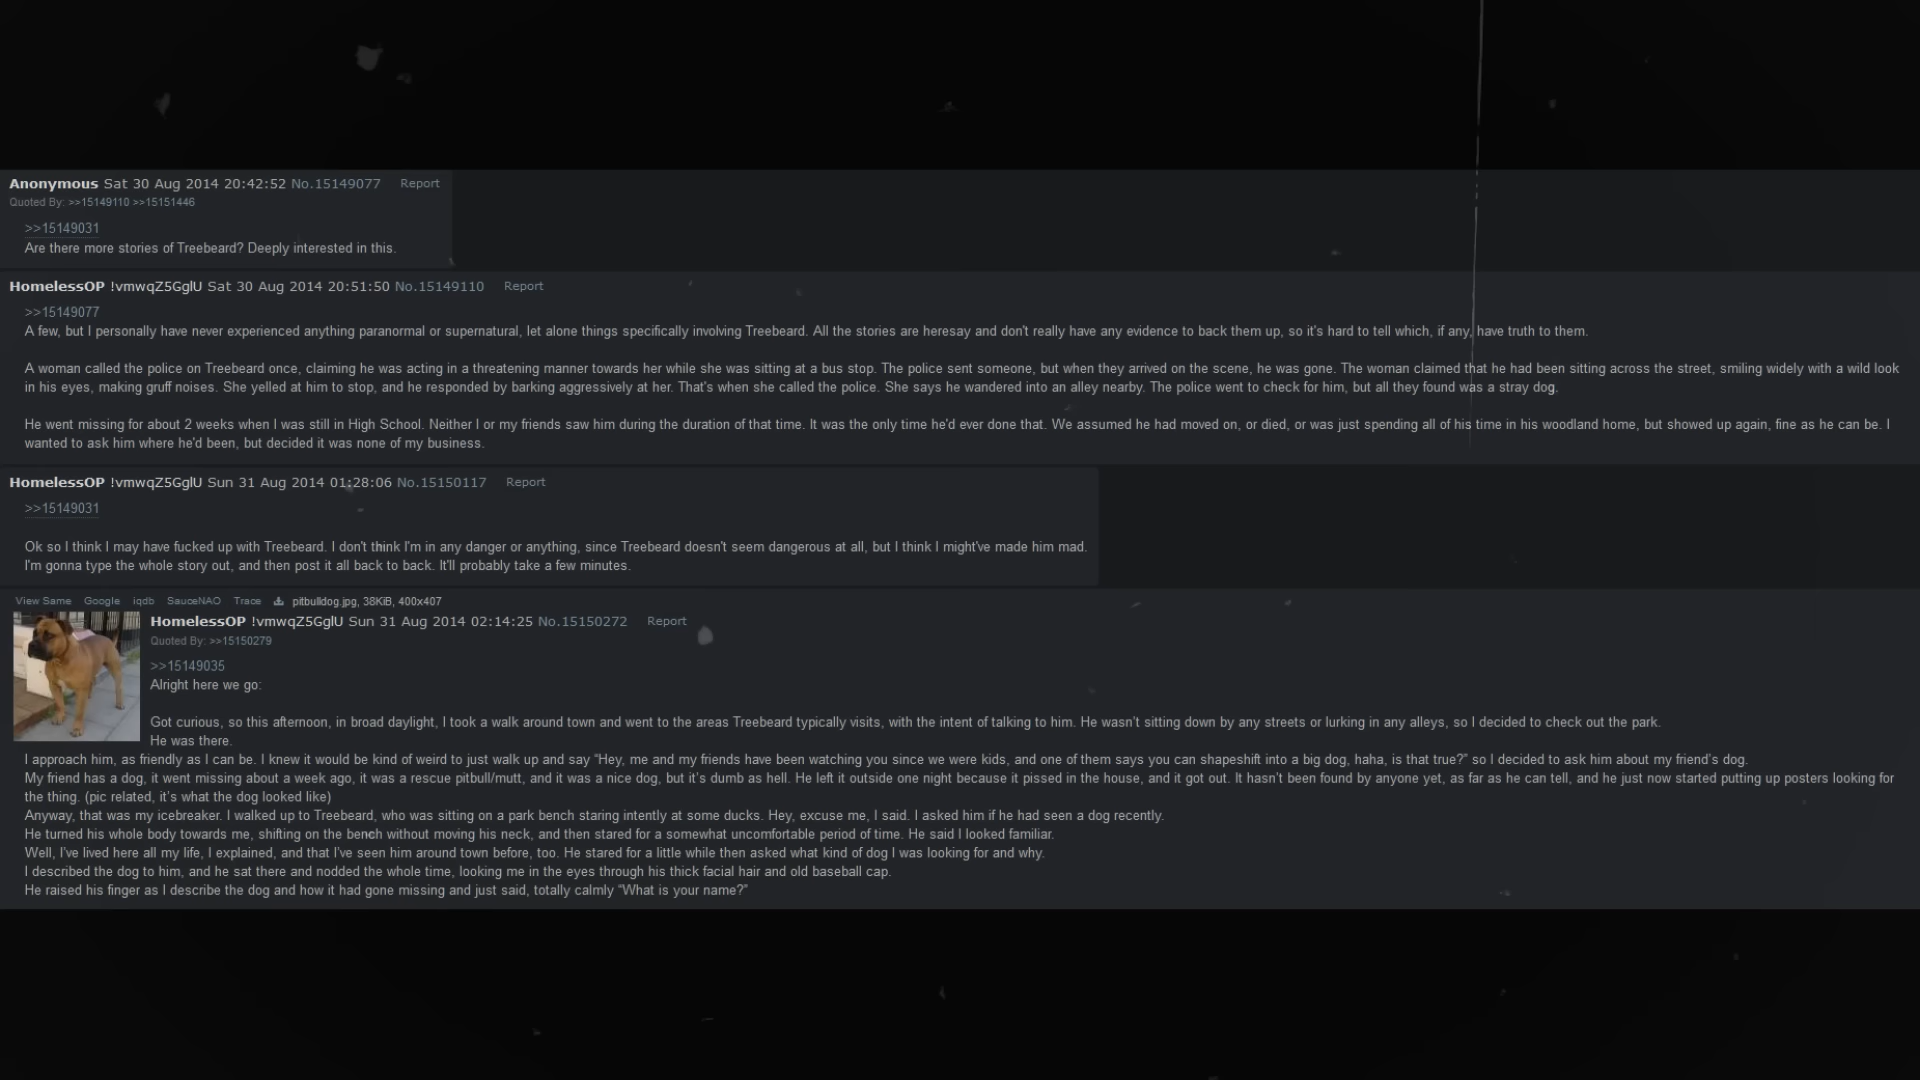 Anonymous Sat 30 Aug 2014 20:42:52 No.15149077 Report
Quoted By: >>15149110 >>15151446
>>15149031
Are there more stories of Treebeard? Deeply interested in this.
HomelessOP !vmwqZ5GglU Sat 30 Aug 2014 20:51:50 No.15149110 Report
>>15149077
A few, but I personally have never experienced anything paranormal or supernatural, let alone things specifically involving Treebeard. All the stories are heresay and don't really have any evidence to back them up, so it's hard to tell which, if any, have truth to them.
A woman called the police on Treebeard once, claiming he was acting in a threatening manner towards her while she was sitting at a bus stop. The police sent someone, but when they arrived on the scene, he was gone. The woman claimed that he had been sitting across the street, smiling widely with a wild look
in his eyes, making gruff noises. She yelled at him to stop, and he responded by barking aggressively at her. That's when she called the police. She says he wandered into an alley nearby. The police went to check for him, but all they found was a stray dog.
He went missing for about 2 weeks when I was still in High School. Neither I or my friends saw him during the duration of that time. It was the only time he'd ever done that. We assumed he had moved on, or died, or was just spending all of his time in his woodland home, but showed up again, fine as he can be. I
wanted to ask him where he'd been, but decided it was none of my business.
HomelessOP !vmwqZ5GglU Sun 31 Aug 2014 01:28:06 No.15150117 Report
>>15149031
Ok so I think I may have fucked up with Treebeard. I don't think I'm in any danger or anything, since Treebeard doesn't seem dangerous at all, but I think I might've made him mad.
I'm gonna type the whole story out, and then post it all back to back. It'll probably take a few minutes.
View Same Google iqdb SauceNAO Trace pitbulldog.jpg, 38KiB, 400x407
HomelessOP !vmwqZ5GglU Sun 31 Aug 2014 02:14:25 No.15150272 Report
Quoted By: >>15150279
>>15149035
Alright here we go:
Got curious, so this afternoon, in broad daylight, I took a walk around town and went to the areas Treebeard typically visits, with the intent of talking to him. He wasn’t sitting down by any streets or lurking in any alleys, so I decided to check out the park.
He was there.
I approach him, as friendly as I can be. I knew it would be kind of weird to just walk up and say “Hey, me and my friends have been watching you since we were kids, and one of them says you can shapeshift into a big dog, haha, is that true?” so I decided to ask him about my friend’s dog.
My friend has a dog, it went missing about a week ago, it was a rescue pitbull/mutt, and it was a nice dog, but it’s dumb as hell. He left it outside one night because it pissed in the house, and it got out. It hasn’t been found by anyone yet, as far as he can tell, and he just now started putting up posters looking for
the thing. (pic related, it’s what the dog looked like)
Anyway, that was my icebreaker. I walked up to Treebeard, who was sitting on a park bench staring intently at some ducks. Hey, excuse me, I said. I asked him if he had seen a dog recently.
He turned his whole body towards me, shifting on the bench without moving his neck, and then stared for a somewhat uncomfortable period of time. He said I looked familiar.
Well, I’ve lived here all my life, I explained, and that I’ve seen him around town before, too. He stared for a little while then asked what kind of dog I was looking for and why.
I described the dog to him, and he sat there and nodded the whole time, looking me in the eyes through his thick facial hair and old baseball cap.
He raised his finger as I describe the dog and how it had gone missing and just said, totally calmly “What is your name?”